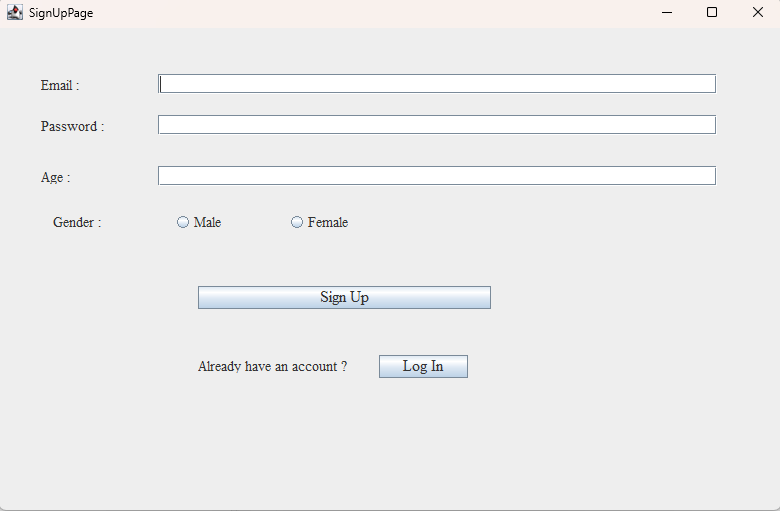 SignUpPage
Email :
Password :
Age :
Gender : Male Female
Sign Up
Already have an account ? Log In